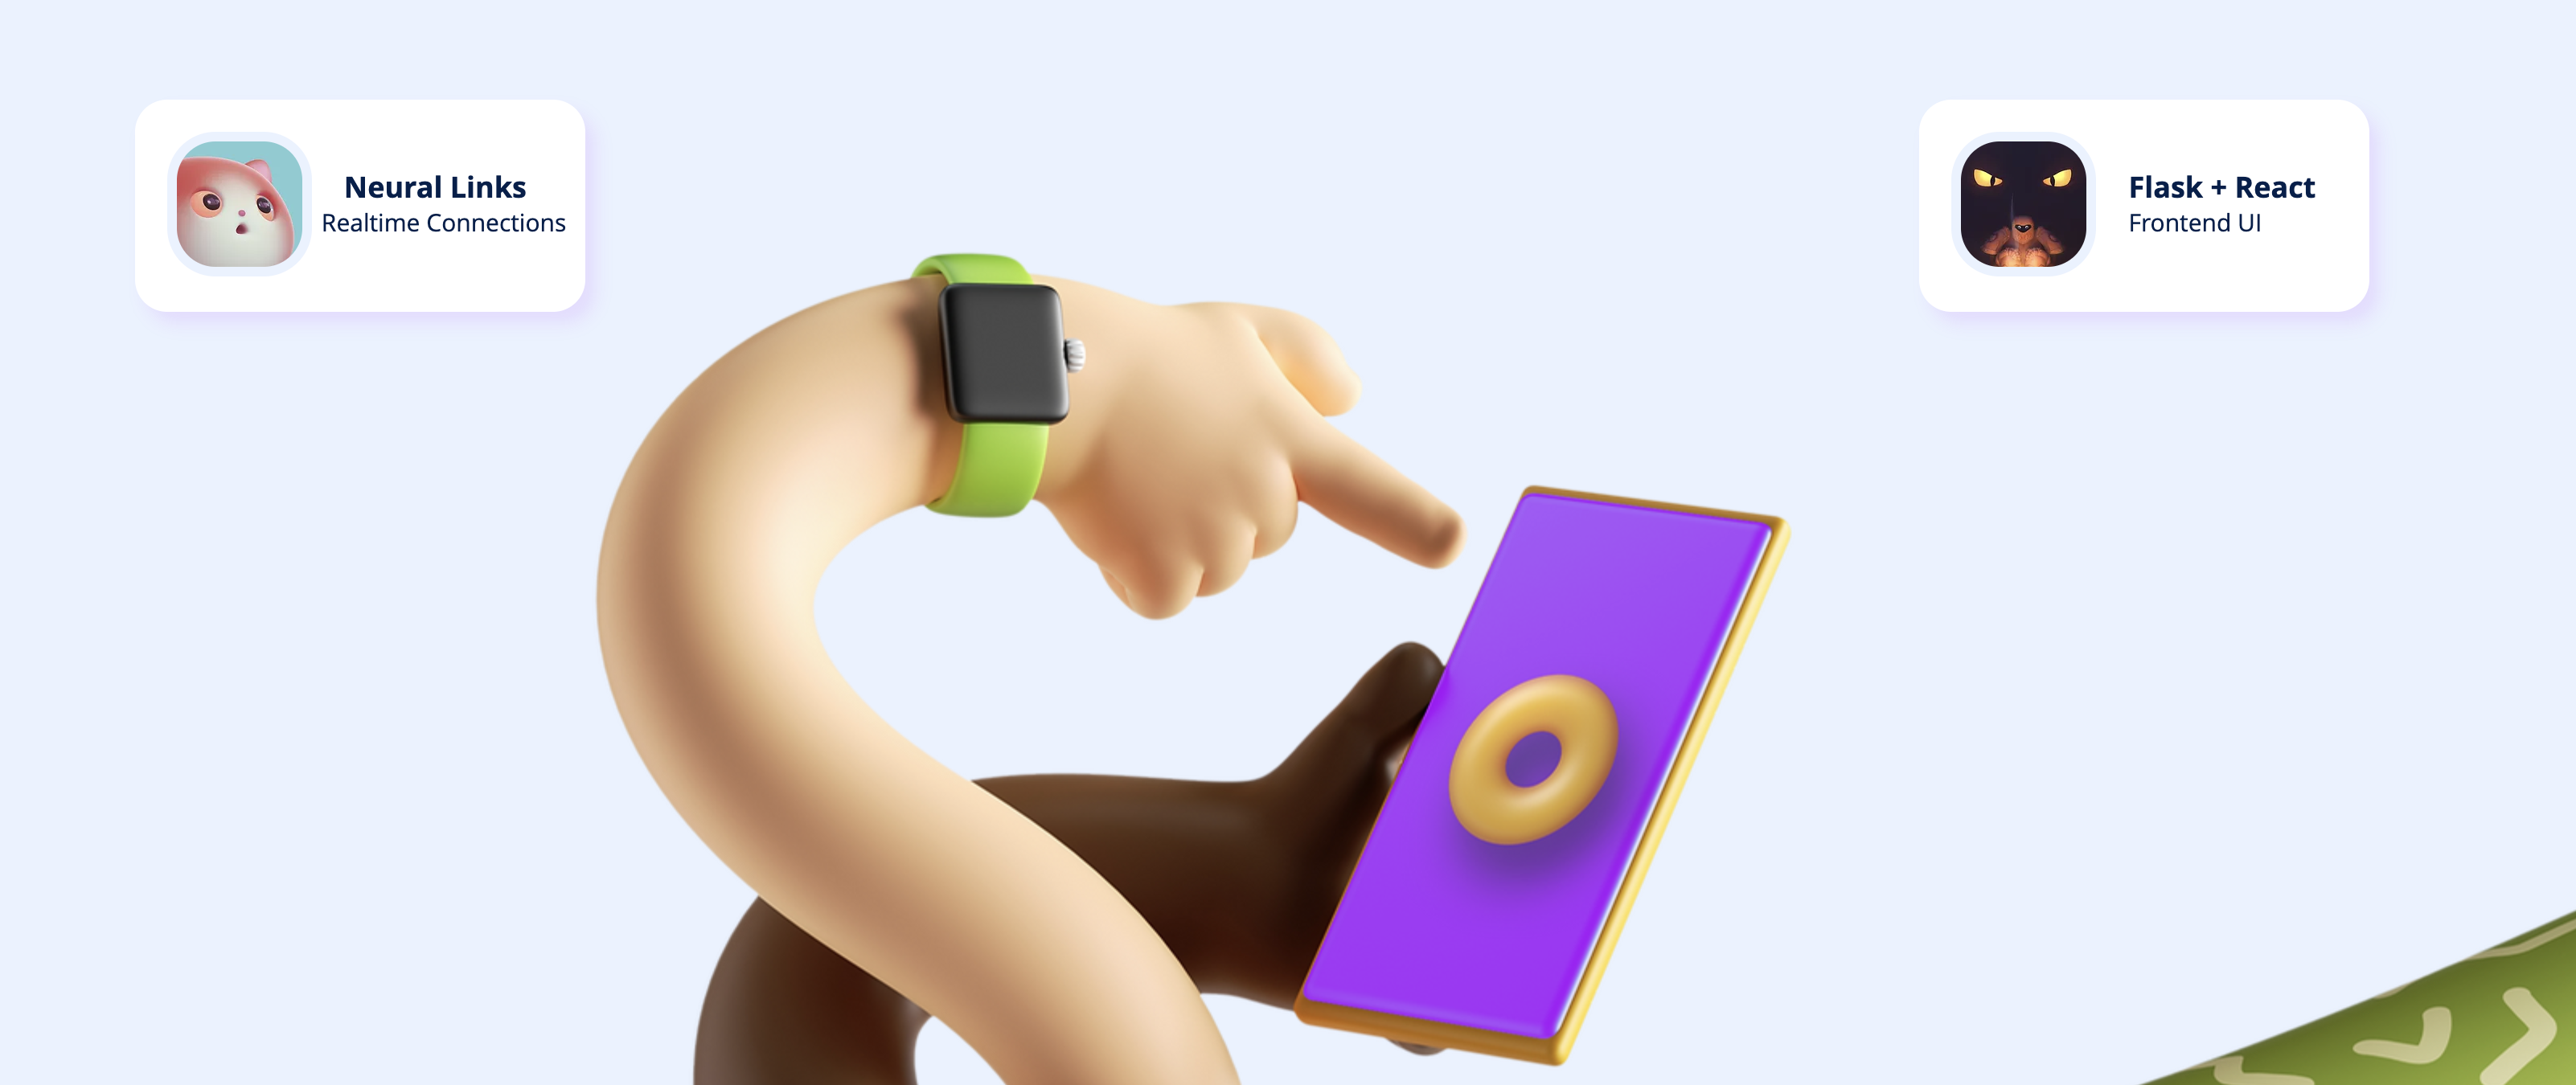 Neural Links
Realtime Connections
Flask + React
Frontend UI